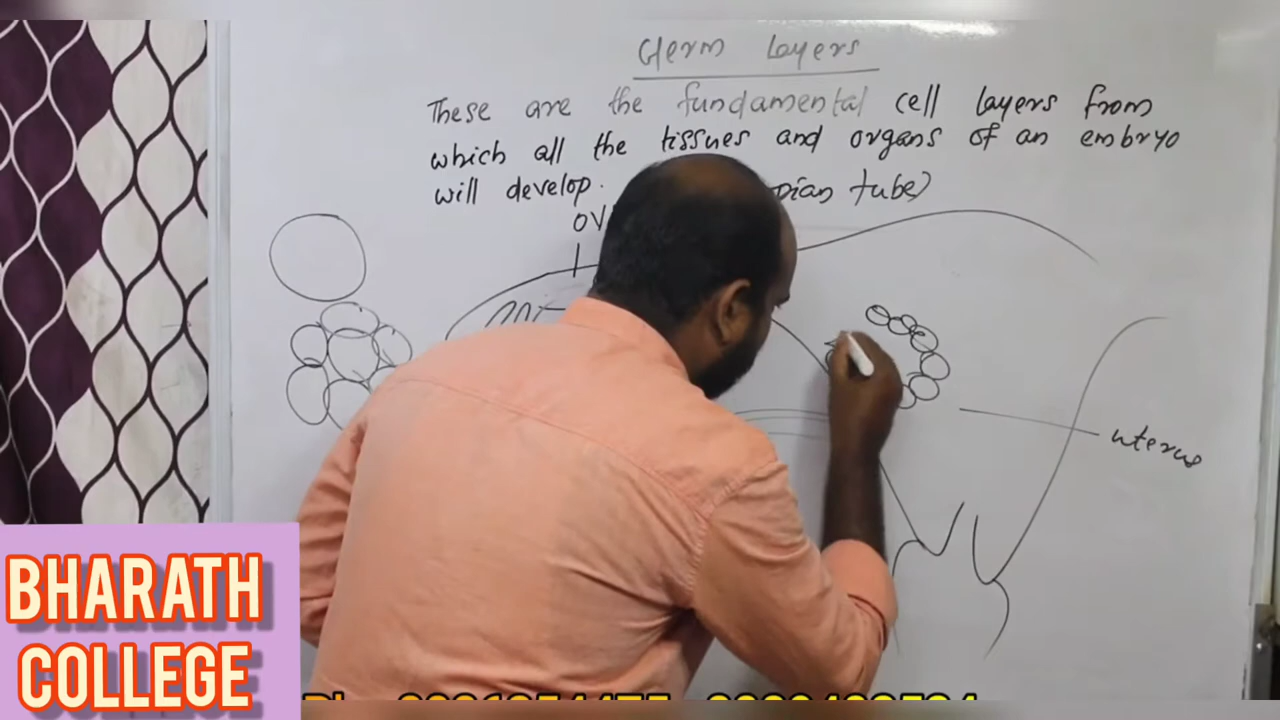 Germ Layers
These are the fundamental cell layers from
which all the tissues and organs of an embryo
will develop. tube)
uterus
BHARATH
COLLEGE